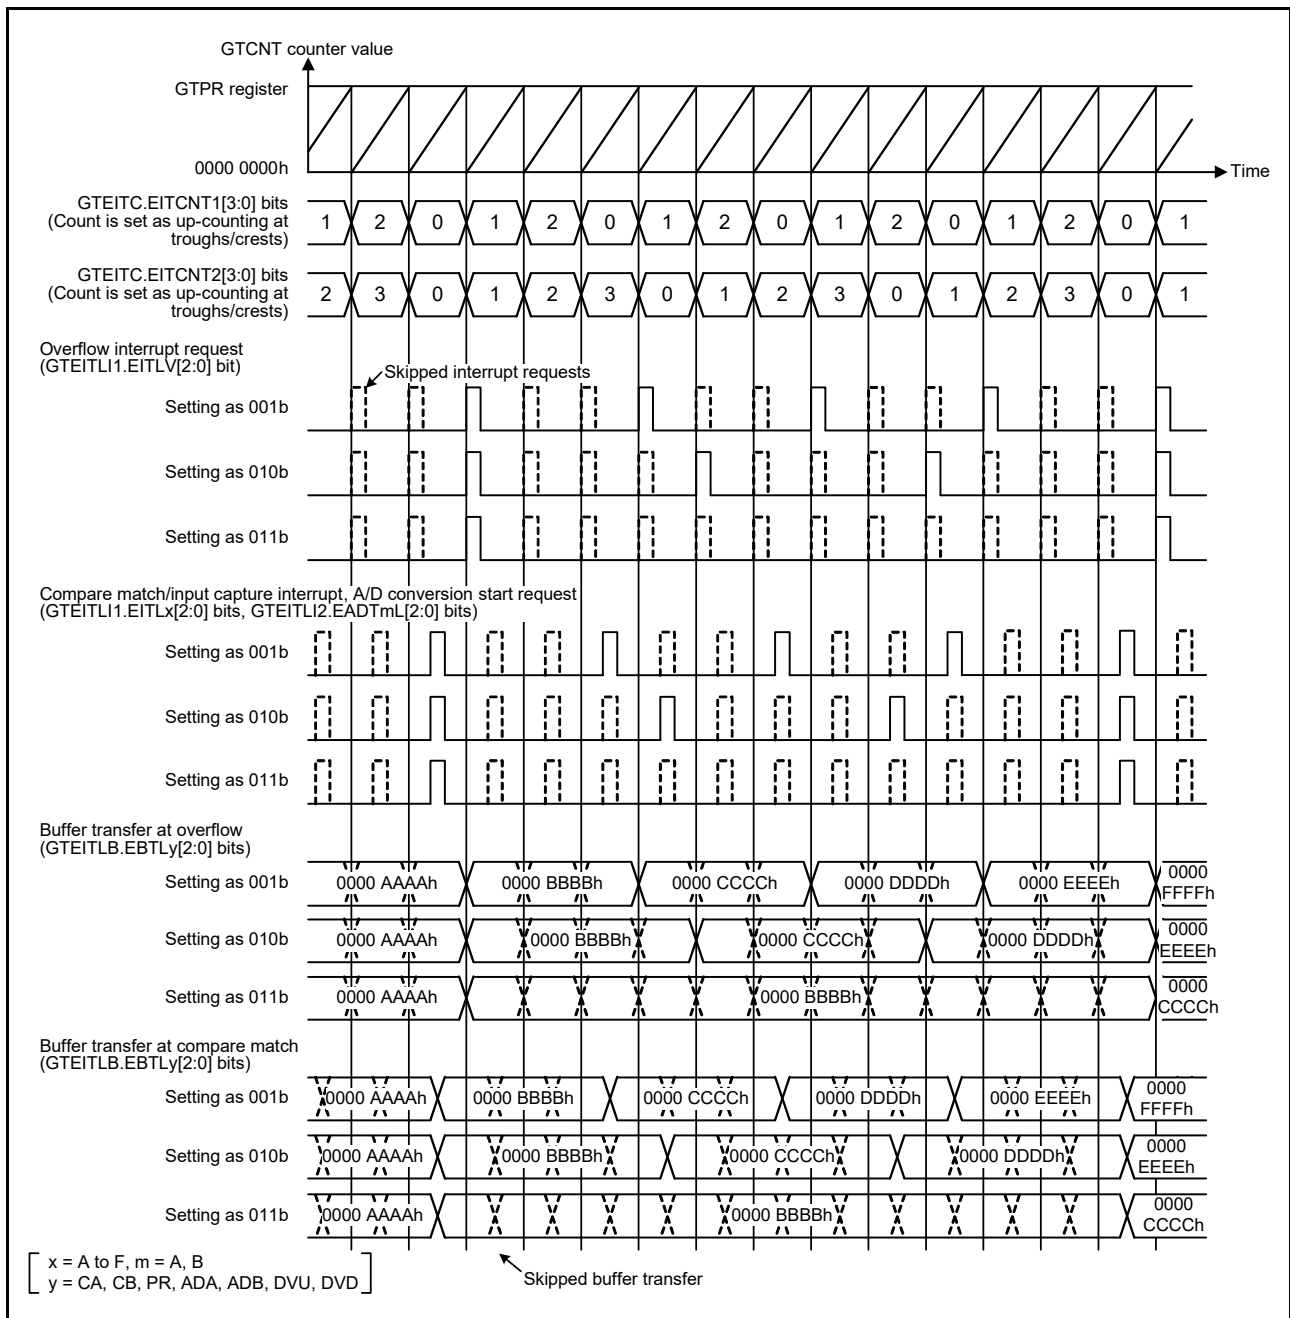 GTCNT counter value
GTPR register
0000 0000h
Time
GTEITC.EITCNT1[3:0] bits
(Count is set as up-counting at
troughs/crests)
1 2 0 1 2 0 1 2 0 1 2 0 1 2 0 1
GTEITC.EITCNT2[3:0] bits
(Count is set as up-counting at
troughs/crests)
2 3 0 1 2 3 0 1 2 3 0 1 2 3 0 1
Overflow interrupt request
(GTEITLI1.EITLV[2:0] bit)
Skipped interrupt requests
Setting as 001b
Setting as 010b
Setting as 011b
Compare match/input capture interrupt, A/D conversion start request
(GTEITLI1.EITLx[2:0] bits, GTEITLI2.EADTmL[2:0] bits)
Setting as 001b
Setting as 010b
Setting as 011b
Buffer transfer at overflow
(GTEITLB.EBTLy[2:0] bits)
Setting as 001b 0000 AAAAh 0000 BBBBh 0000 CCCCh 0000 DDDDh 0000 EEEEh 0000
FFFFh
Setting as 010b 0000 AAAAh 0000 BBBBh 0000 CCCCh 0000 DDDDh 0000
EEEEh
Setting as 011b 0000 AAAAh 0000 BBBBh 0000
CCCCh
Buffer transfer at compare match
(GTEITLB.EBTLy[2:0] bits)
Setting as 001b 0000 AAAAh 0000 BBBBh 0000 CCCCh 0000 DDDDh 0000 EEEEh 0000
FFFFh
Setting as 010b 0000 AAAAh 0000 BBBBh 0000 CCCCh 0000 DDDDh 0000
EEEEh
Setting as 011b 0000 AAAAh 0000 BBBBh 0000
CCCCh
x = A to F, m = A, B
y = CA, CB, PR, ADA, ADB, DVU, DVD
Skipped buffer transfer